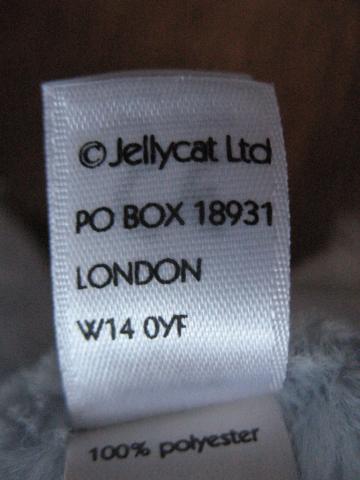 © Jellycat Ltd
PO BOX 18931
LONDON
W14 0YF
100% polyester